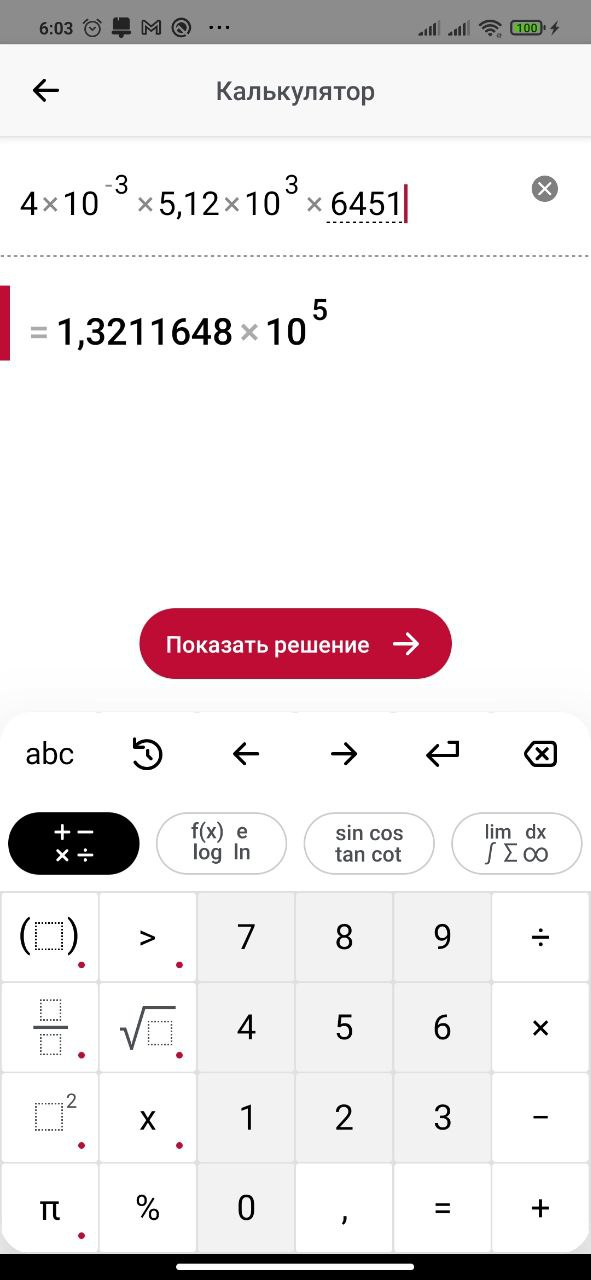 6:03 ... 100
Калькулятор
4×10⁻³×5,12×10³×6451
=1,3211648×10⁵
Показать решение →
abc
+ − × ÷
f(x) e log ln
sin cos tan cot
lim dx ∫ Σ ∞
( ) > 7 8 9 ÷
√ 4 5 6 ×
² x 1 2 3 −
π % 0 , = +